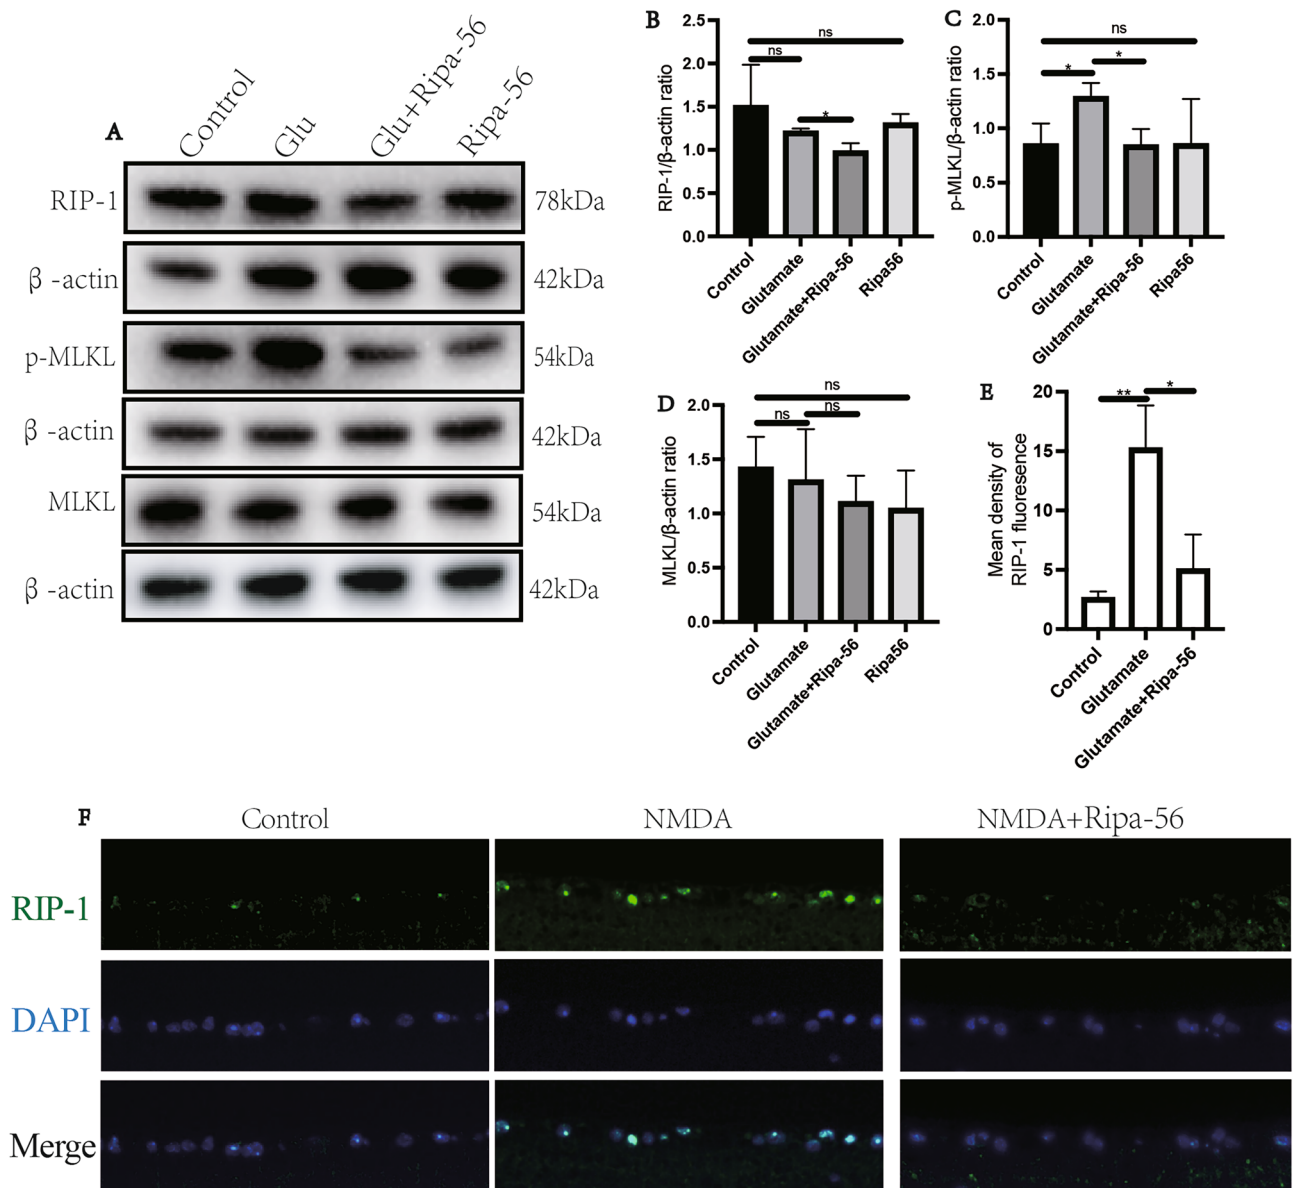 A
Control
Glu
Glu+Ripa-56
Ripa-56
RIP-1
78kDa
β -actin
42kDa
p-MLKL
54kDa
β -actin
42kDa
MLKL
54kDa
β -actin
42kDa
B
RIP-1/β-actin ratio
2.5
2.0
1.5
1.0
0.5
0.0
ns
ns
*
Control
Glutamate
Glutamate+Ripa-56
Ripa56
C
p-MLKL/β-actin ratio
2.0
1.5
1.0
0.5
0.0
ns
*
*
Control
Glutamate
Glutamate+Ripa-56
Ripa56
D
MLKL/β-actin ratio
2.0
1.5
1.0
0.5
0.0
ns
ns
ns
Control
Glutamate
Glutamate+Ripa-56
Ripa56
E
Mean density of
RIP-1 fluoresence
20
15
10
5
0
**
*
Control
Glutamate
Glutamate+Ripa-56
F
Control
NMDA
NMDA+Ripa-56
RIP-1
DAPI
Merge